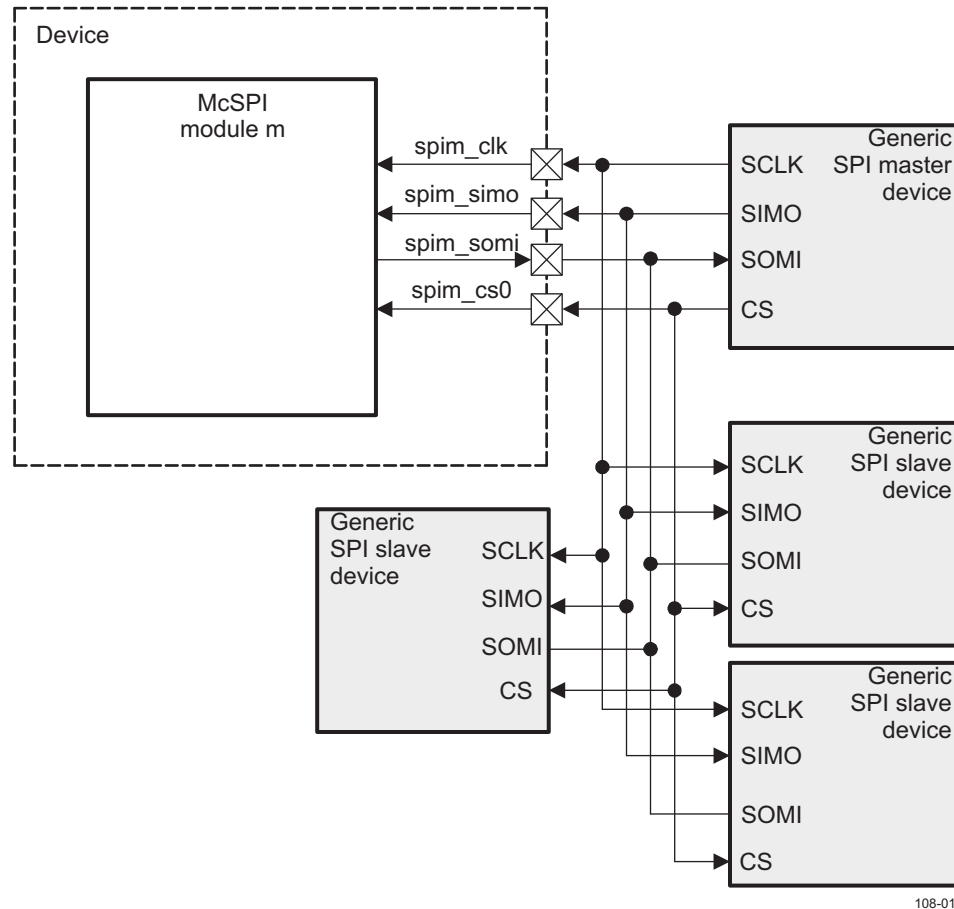 Device
McSPI
module m
spim_clk
spim_simo
spim_somi
spim_cs0
Generic
SPI master
device
SCLK
SIMO
SOMI
CS
Generic
SPI slave
device
SCLK
SIMO
SOMI
CS
Generic
SPI slave
device
SCLK
SIMO
SOMI
CS
Generic
SPI slave
device
SCLK
SIMO
SOMI
CS
108-01